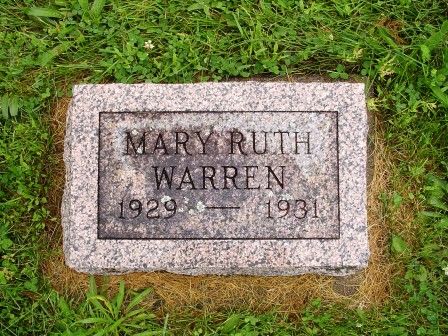 MARY RUTH
WARREN
1929 — 1931